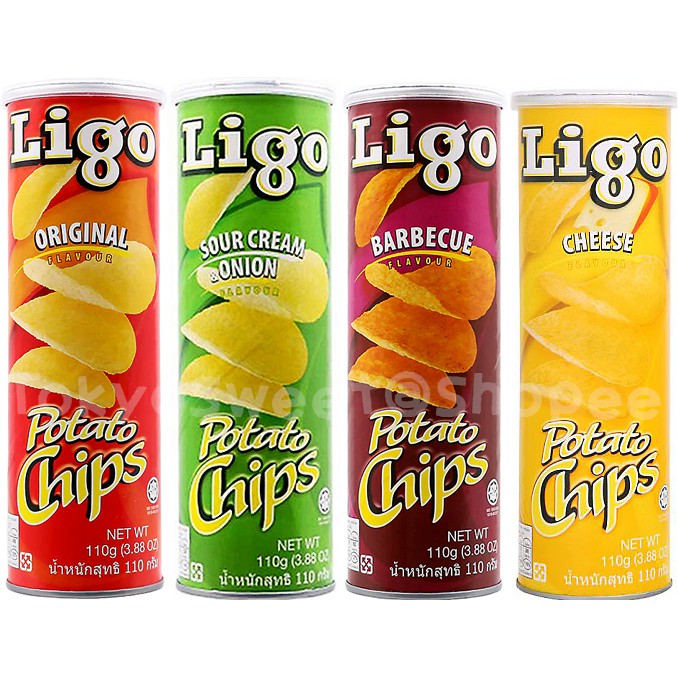 Ligo
ORIGINAL
FLAVOUR
Potato
Chips
NET WT
110g (3.88 OZ)
น้ำหนักสุทธิ 110 กรัม
Ligo
SOUR CREAM
& ONION
FLAVOUR
Potato
Chips
NET WT
110g (3.88 OZ)
น้ำหนักสุทธิ 110 กรัม
Ligo
BARBECUE
FLAVOUR
Potato
Chips
NET WT
110g (3.88 OZ)
น้ำหนักสุทธิ 110 กรัม
Ligo
CHEESE
FLAVOUR
Potato
Chips
NET WT
110g (3.88 OZ)
น้ำหนักสุทธิ 110 กรัม
TokyoSweet@Shopee